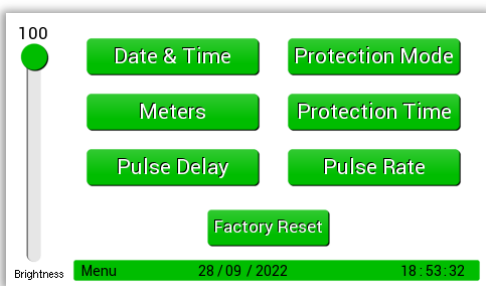 100
Date & Time
Protection Mode
Meters
Protection Time
Pulse Delay
Pulse Rate
Factory Reset
Brightness
Menu 28 / 09 / 2022 18 : 53 : 32